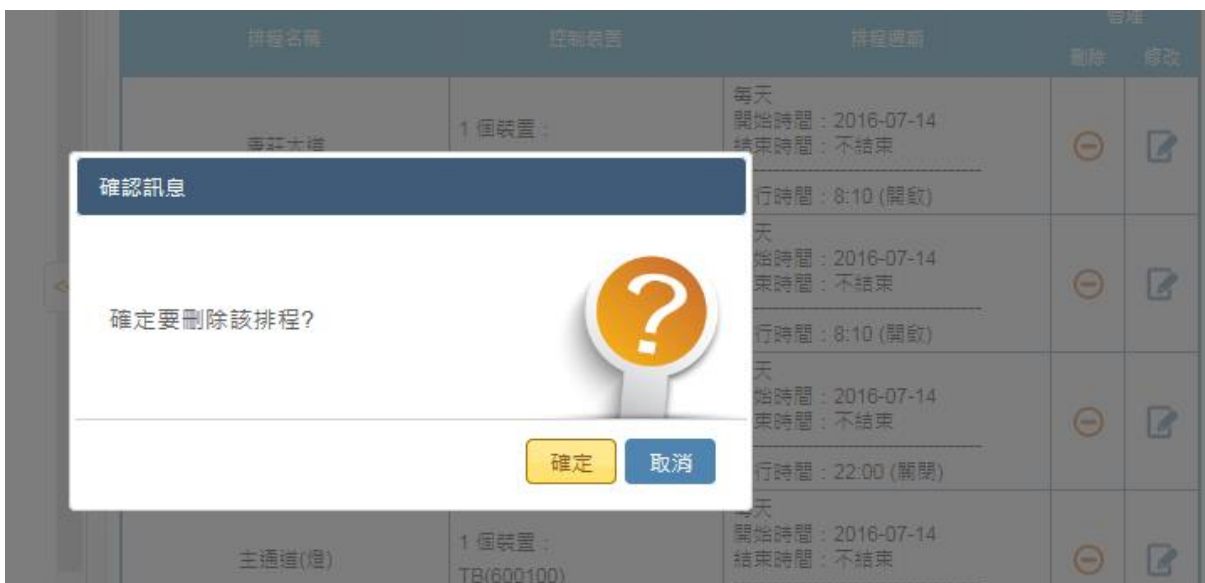 排程名稱
控制裝置
排程週期
管理
刪除
修改
1 個裝置：
每天
開始時間：2016-07-14
結束時間：不結束
行時間：8:10 (開啟)
確認訊息
天
始時間：2016-07-14
束時間：不結束
行時間：8:10 (開啟)
確定要刪除該排程?
天
始時間：2016-07-14
束時間：不結束
行時間：22:00 (關閉)
確定
取消
主通道(燈)
1 個裝置：
TB(600100)
每天
開始時間：2016-07-14
結束時間：不結束